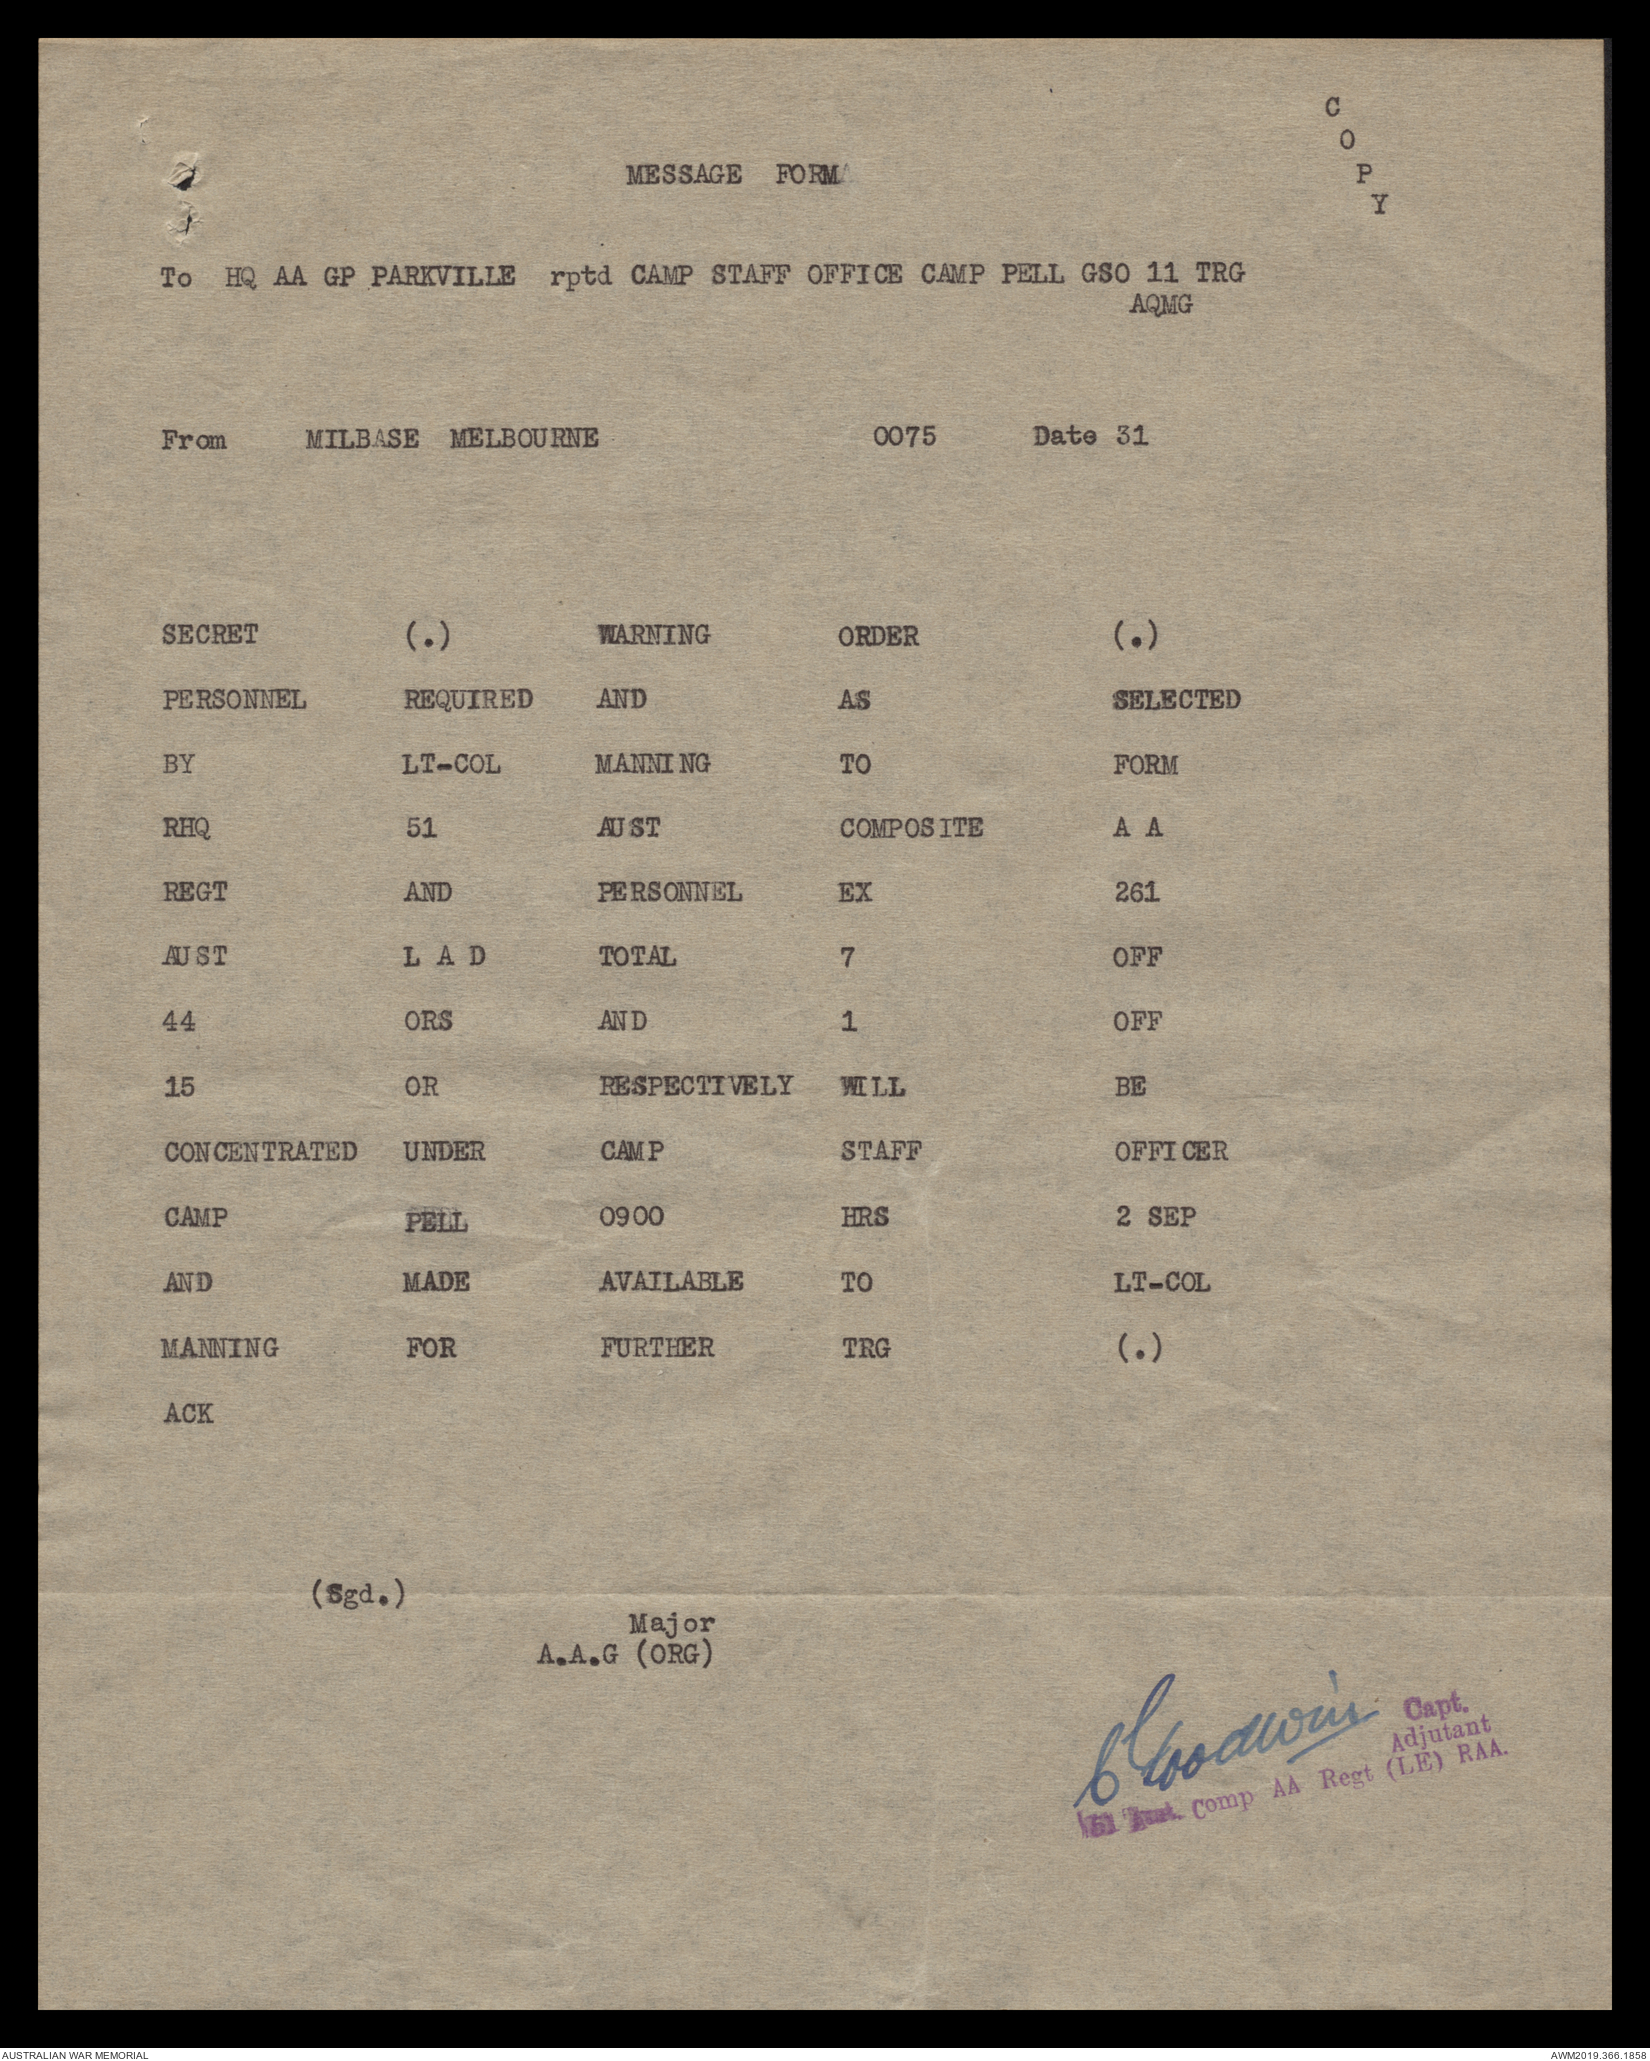 C
O
P
Y
MESSAGE FORM
To HQ AA GP PARKVILLE rptd CAMP STAFF OFFICE CAMP PELL GSO 11 TRG
AQMG
From MILBASE MELBOURNE 0075 Date 31
SECRET (.) WARNING ORDER (.)
PERSONNEL REQUIRED AND AS SELECTED
BY LT-COL MANNING TO FORM
RHQ 51 AUST COMPOSITE A A
REGT AND PERSONNEL EX 261
AUST L A D TOTAL 7 OFF
44 ORS AND 1 OFF
15 OR RESPECTIVELY WILL BE
CONCENTRATED UNDER CAMP STAFF OFFICER
CAMP PELL 0900 HRS 2 SEP
AND MADE AVAILABLE TO LT-COL
MANNING FOR FURTHER TRG (.)
ACK
(Sgd.)
Major
A.A.G (ORG)
Goodwin Capt.
Adjutant
51 Aust. Comp AA Regt (LE) RAA.
AUSTRALIAN WAR MEMORIAL AWM2019.366.1858